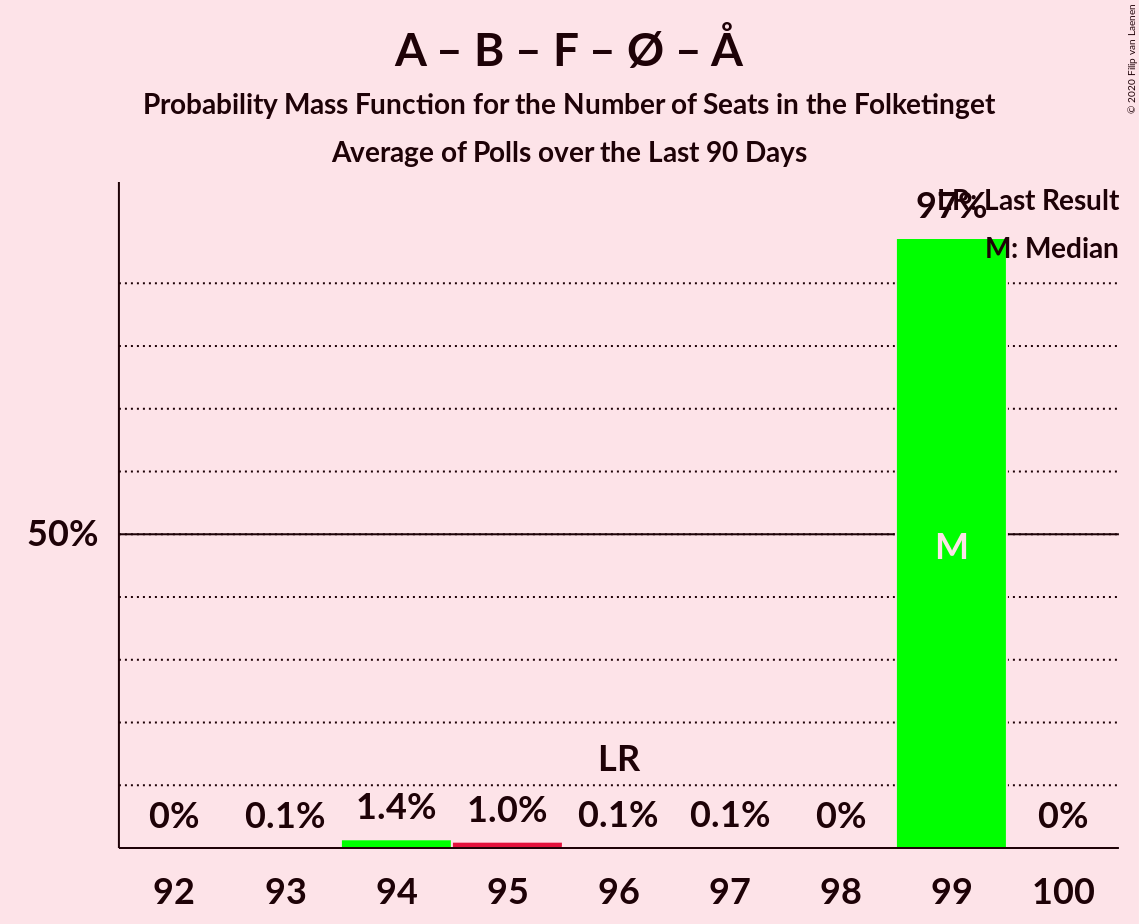 A – B – F – Ø – Å
Probability Mass Function for the Number of Seats in the Folketinget
Average of Polls over the Last 90 Days
© 2020 Filip van Laenen
LR: Last Result
M: Median
97%
50%
M
LR
0% 0.1% 1.4% 1.0% 0.1% 0.1% 0% 0%
92 93 94 95 96 97 98 99 100